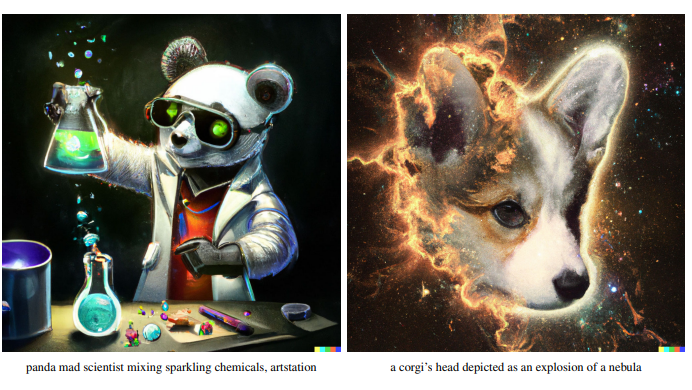 panda mad scientist mixing sparkling chemicals, artstation
a corgi’s head depicted as an explosion of a nebula